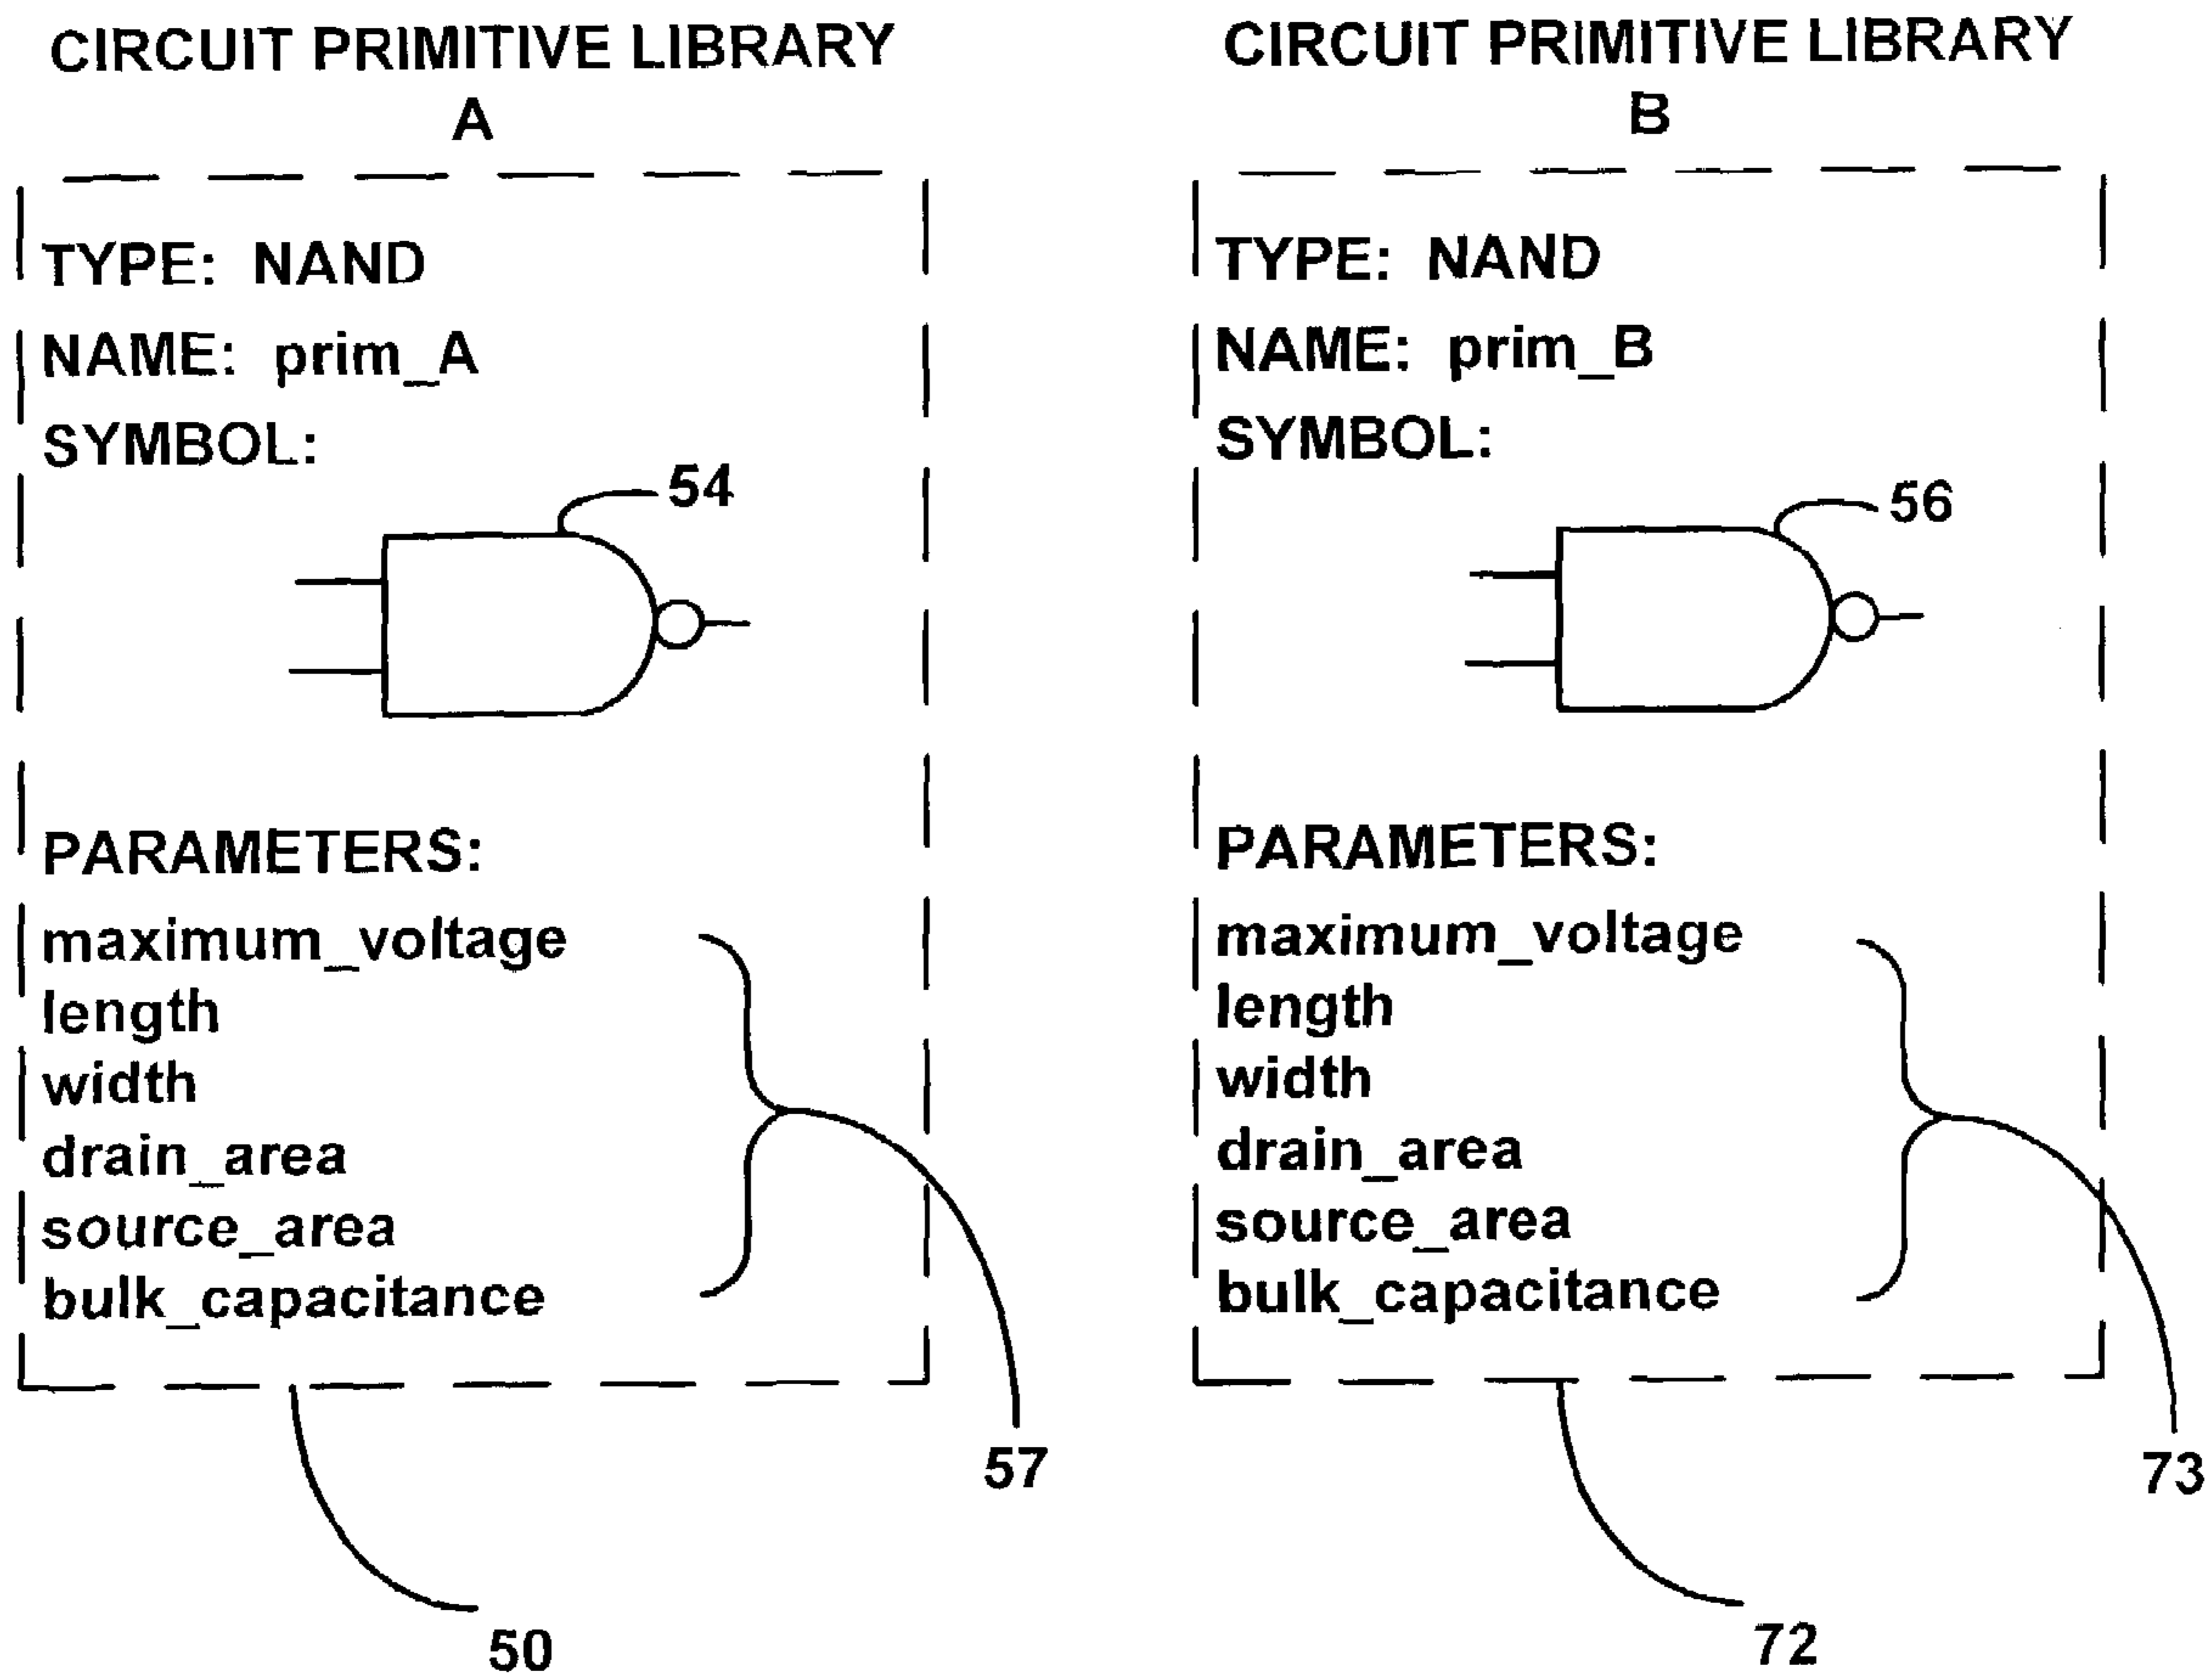 CIRCUIT PRIMITIVE LIBRARY
A
TYPE: NAND
NAME: prim_A
SYMBOL:
54
PARAMETERS:
maximum_voltage
length
width
drain_area
source_area
bulk_capacitance
57
50
CIRCUIT PRIMITIVE LIBRARY
B
TYPE: NAND
NAME: prim_B
SYMBOL:
56
PARAMETERS:
maximum_voltage
length
width
drain_area
source_area
bulk_capacitance
73
72